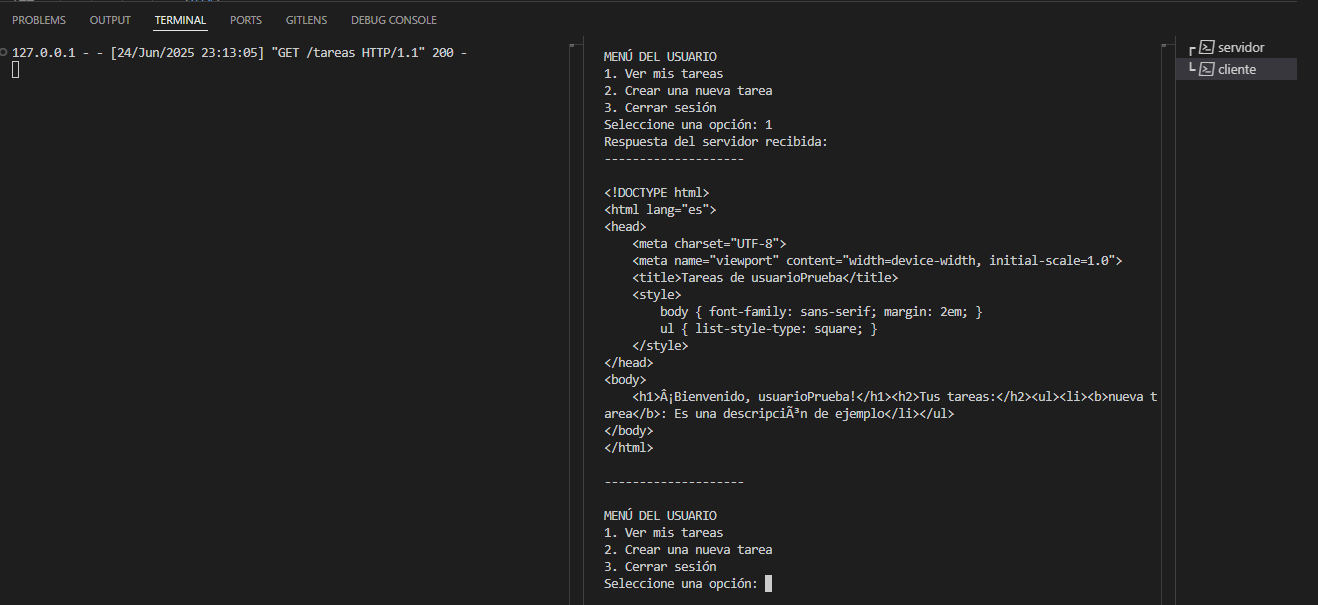 PROBLEMS OUTPUT TERMINAL PORTS GITLENS DEBUG CONSOLE
127.0.0.1 - - [24/Jun/2025 23:13:05] "GET /tareas HTTP/1.1" 200 -
MENÚ DEL USUARIO
1. Ver mis tareas
2. Crear una nueva tarea
3. Cerrar sesión
Seleccione una opción: 1
Respuesta del servidor recibida:
--------------------
<!DOCTYPE html>
<html lang="es">
<head>
    <meta charset="UTF-8">
    <meta name="viewport" content="width=device-width, initial-scale=1.0">
    <title>Tareas de usuarioPrueba</title>
    <style>
        body { font-family: sans-serif; margin: 2em; }
        ul { list-style-type: square; }
    </style>
</head>
<body>
    <h1>Â¡Bienvenido, usuarioPrueba!</h1><h2>Tus tareas:</h2><ul><li><b>nueva t
area</b>: Es una descripciÃ³n de ejemplo</li></ul>
</body>
</html>
--------------------
MENÚ DEL USUARIO
1. Ver mis tareas
2. Crear una nueva tarea
3. Cerrar sesión
Seleccione una opción:
servidor
cliente